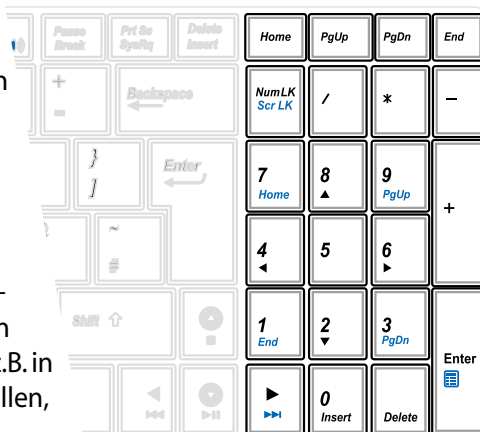 Pause Break Prt Sc SysRq Delete Insert Home PgUp PgDn End
n
+ - Backspace NumLK Scr LK / * -
} ] Enter 7 Home 8 9 PgUp +
~ # 4 5 6
-
n
Shift 1 End 2 3 PgDn Enter
z.B. in
llen,
0 Insert Delete